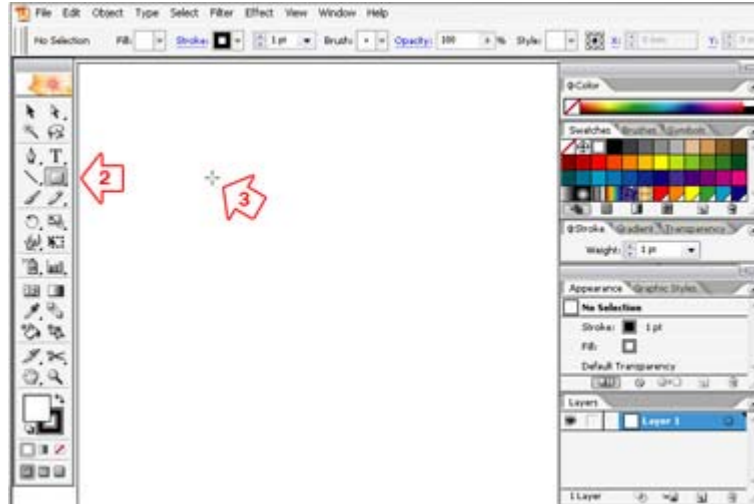 File Edit Object Type Select Filter Effect View Window Help
No Selection Fill: Stroke: 1 pt Brush: Opacity: 100 % Style: X: 0 mm Y:
Color
Swatches Brushes Symbols
2
3
Stroke Gradient Transparency
Weight: 1 pt
Appearance Graphic Styles
No Selection
Stroke: 1 pt
Fill:
Default Transparency
Layers
Layer 1
1 Layer